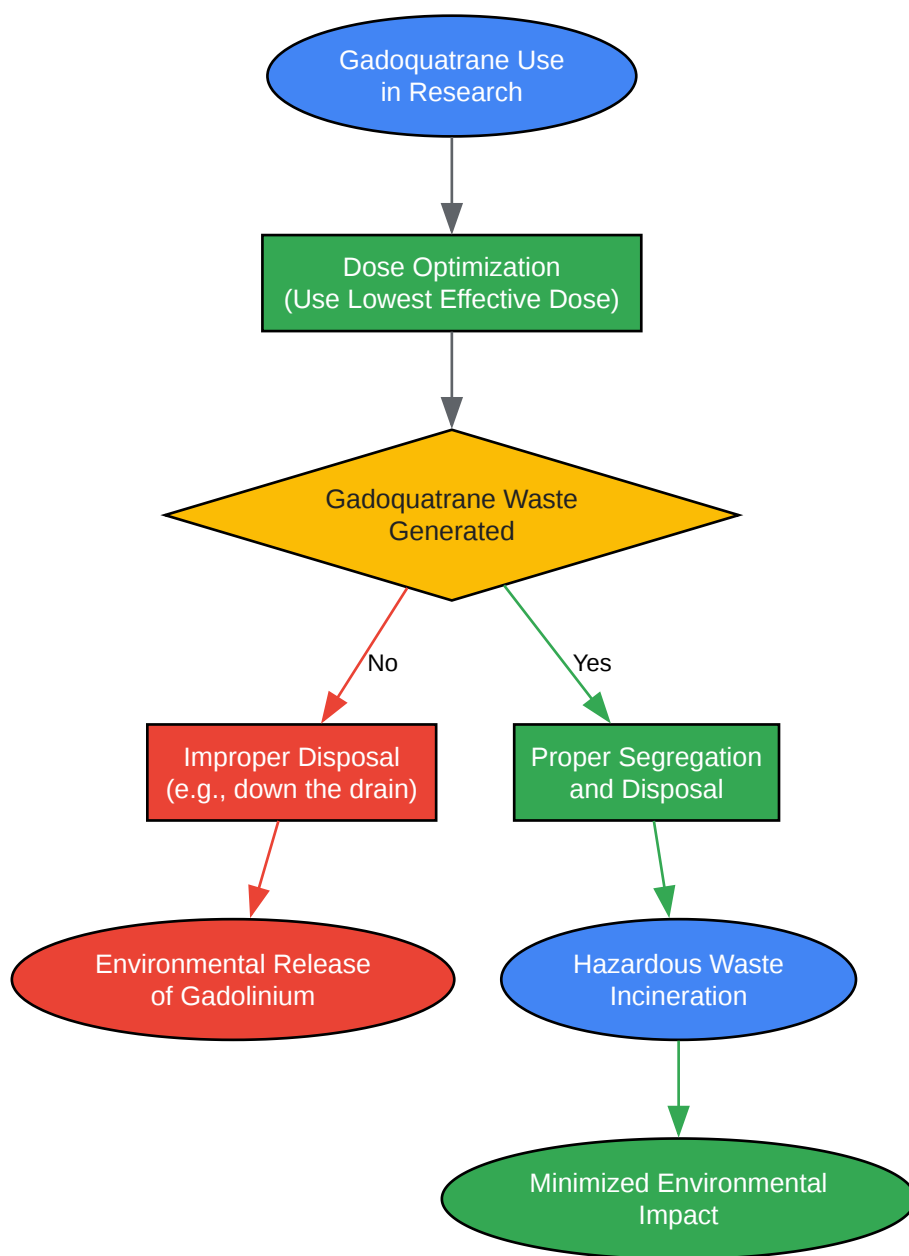 Gadoquatrane Use
in Research
Dose Optimization
(Use Lowest Effective Dose)
Gadoquatrane Waste
Generated
No
Yes
Improper Disposal
(e.g., down the drain)
Proper Segregation
and Disposal
Environmental Release
of Gadolinium
Hazardous Waste
Incineration
Minimized Environmental
Impact